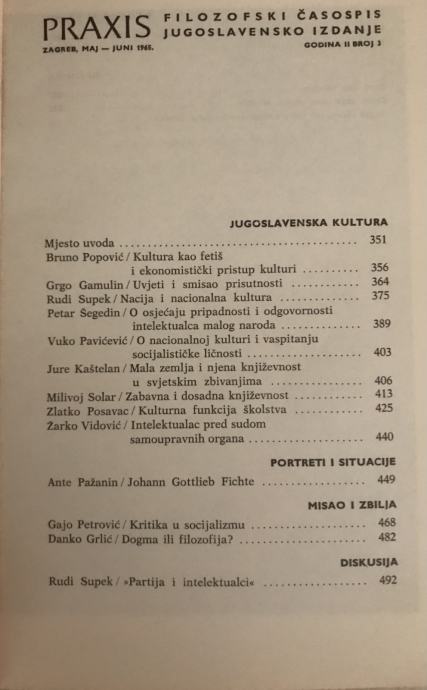 PRAXIS FILOZOFSKI ČASOPIS
JUGOSLAVENSKO IZDANJE
ZAGREB, MAJ — JUNI 1965. GODINA II BROJ 3
JUGOSLAVENSKA KULTURA
Mjesto uvoda . . . . . . . . . . . . . . . . . . . . . . . . . . . . . . . . . . . . . 351
Bruno Popović / Kultura kao fetiš
i ekonomistički pristup kulturi . . . . . . . . . . 356
Grgo Gamulin / Uvjeti i smisao prisutnosti . . . . . . . . . 364
Rudi Supek / Nacija i nacionalna kultura . . . . . . . . . . . 375
Petar Šegedin / O osjećaju pripadnosti i odgovornosti
intelektualca malog naroda . . . . . . . . . . . . . 389
Vuko Pavićević / O nacionalnoj kulturi i vaspitanju
socijalističke ličnosti . . . . . . . . . . . . . . . . . . 403
Jure Kaštelan / Mala zemlja i njena književnost
u svjetskim zbivanjima . . . . . . . . . . . . . . . . 406
Milivoj Solar / Zabavna i dosadna književnost . . . . . . . . 413
Zlatko Posavac / Kulturna funkcija školstva . . . . . . . . . . . 425
Žarko Vidović / Intelektualac pred sudom
samoupravnih organa . . . . . . . . . . . . . . . . . . 440
PORTRETI I SITUACIJE
Ante Pažanin / Johann Gottlieb Fichte . . . . . . . . . . . . . . . . 449
MISAO I ZBILJA
Gajo Petrović / Kritika u socijalizmu . . . . . . . . . . . . . . . . . . 468
Danko Grlić / Dogma ili filozofija? . . . . . . . . . . . . . . . . . . . . 482
DISKUSIJA
Rudi Supek / »Partija i intelektualci« . . . . . . . . . . . . . . . . 492